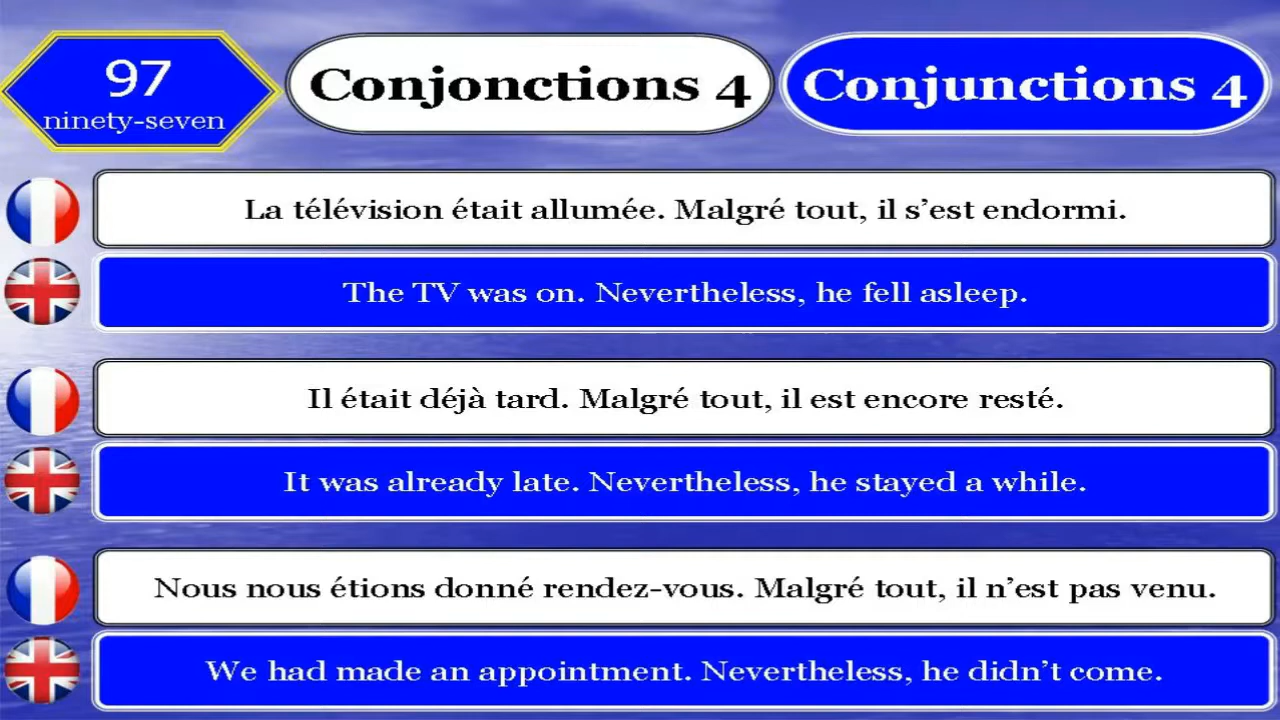 97
ninety-seven
Conjonctions 4
Conjunctions 4
La télévision était allumée. Malgré tout, il s’est endormi.
The TV was on. Nevertheless, he fell asleep.
Il était déjà tard. Malgré tout, il est encore resté.
It was already late. Nevertheless, he stayed a while.
Nous nous étions donné rendez-vous. Malgré tout, il n’est pas venu.
We had made an appointment. Nevertheless, he didn’t come.